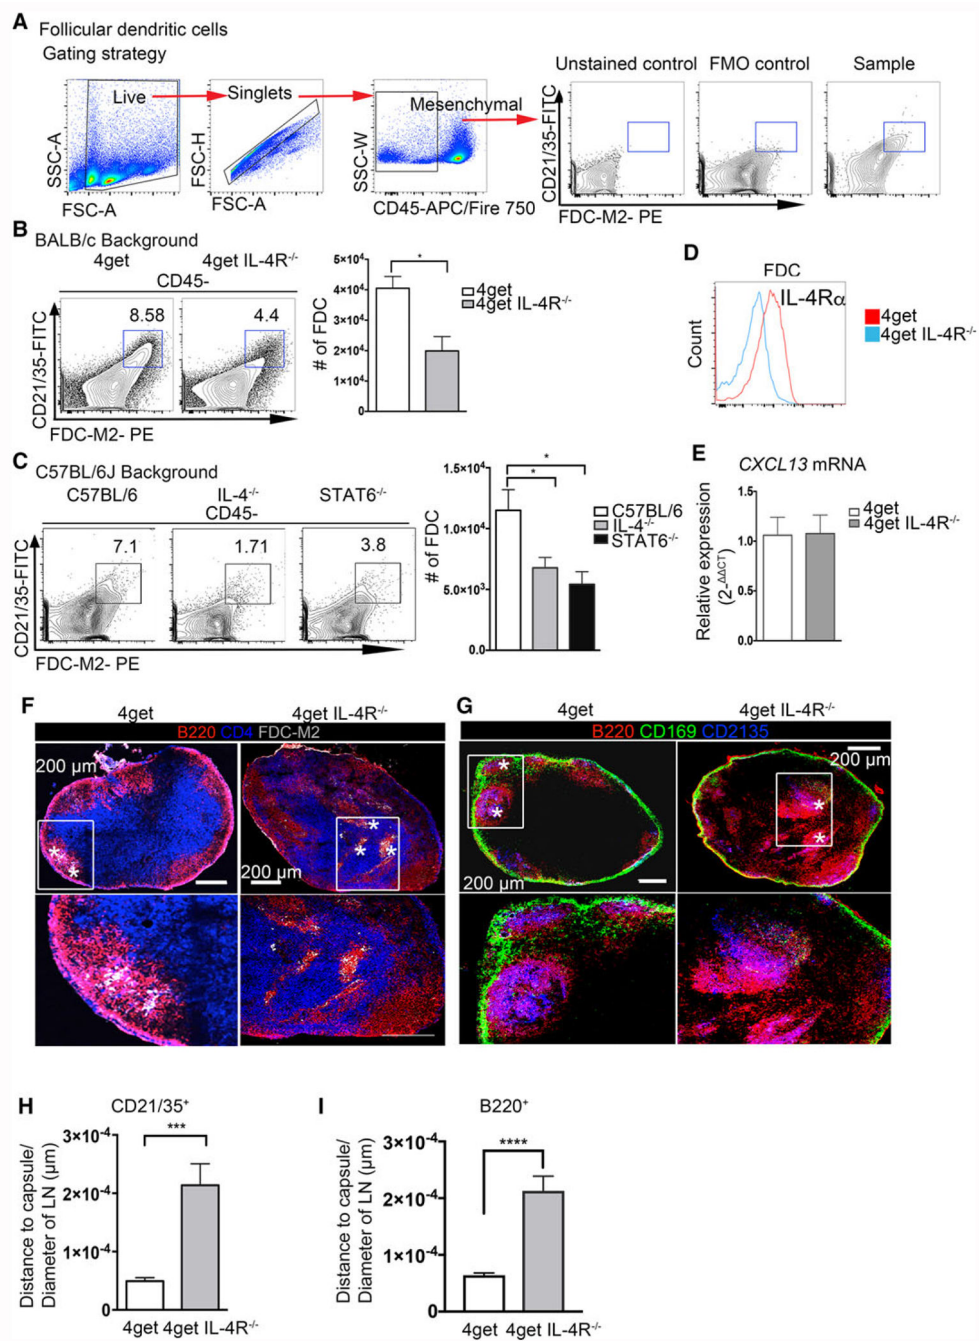 A
Follicular dendritic cells
Gating strategy
Live
Singlets
Mesenchymal
Unstained control
FMO control
Sample
SSC-A
FSC-H
SSC-W
CD21/35-FITC
FSC-A
FSC-A
CD45-APC/Fire 750
FDC-M2- PE
B
BALB/c Background
4get
4get IL-4R-/-
CD45-
8.58
4.4
CD21/35-FITC
FDC-M2- PE
# of FDC
5×10⁴
4×10⁴
3×10⁴
2×10⁴
1×10⁴
0
*
4get
4get IL-4R-/-
D
FDC
IL-4Rα
Count
4get
4get IL-4R-/-
C
C57BL/6J Background
C57BL/6
IL-4-/-
STAT6-/-
CD45-
7.1
1.71
3.8
CD21/35-FITC
FDC-M2- PE
# of FDC
1.5×10⁴
1.0×10⁴
5.0×10³
0.0
*
*
C57BL/6
IL-4-/-
STAT6-/-
E
CXCL13 mRNA
Relative expression
(2-ΔΔCT)
1.5
1.0
0.5
0.0
4get
4get IL-4R-/-
F
4get
4get IL-4R-/-
B220 CD4 FDC-M2
200 µm
*
*
200 µm
*
*
*
G
4get
4get IL-4R-/-
B220 CD169 CD2135
*
*
200 µm
200 µm
*
*
H
CD21/35+
***
Distance to capsule/
Diameter of LN (µm)
3×10-4
2×10-4
1×10-4
0
4get
4get IL-4R-/-
I
B220+
****
Distance to capsule/
Diameter of LN (µm)
3×10-4
2×10-4
1×10-4
0
4get
4get IL-4R-/-